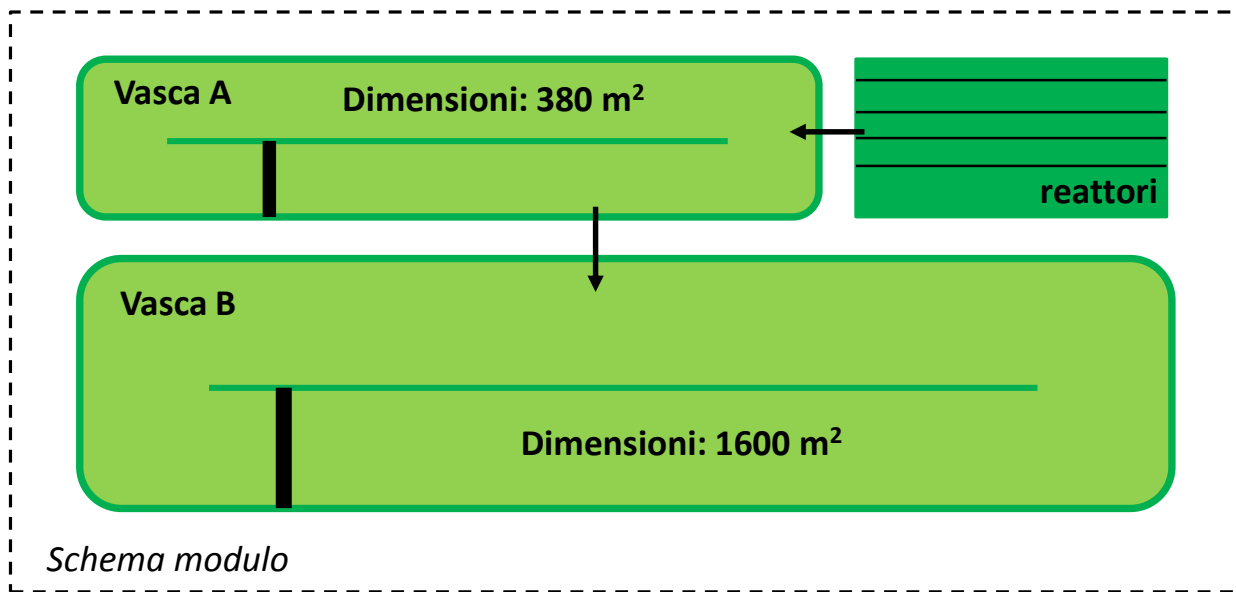 Vasca A
Dimensioni: 380 m²
reattori
Vasca B
Dimensioni: 1600 m²
Schema modulo